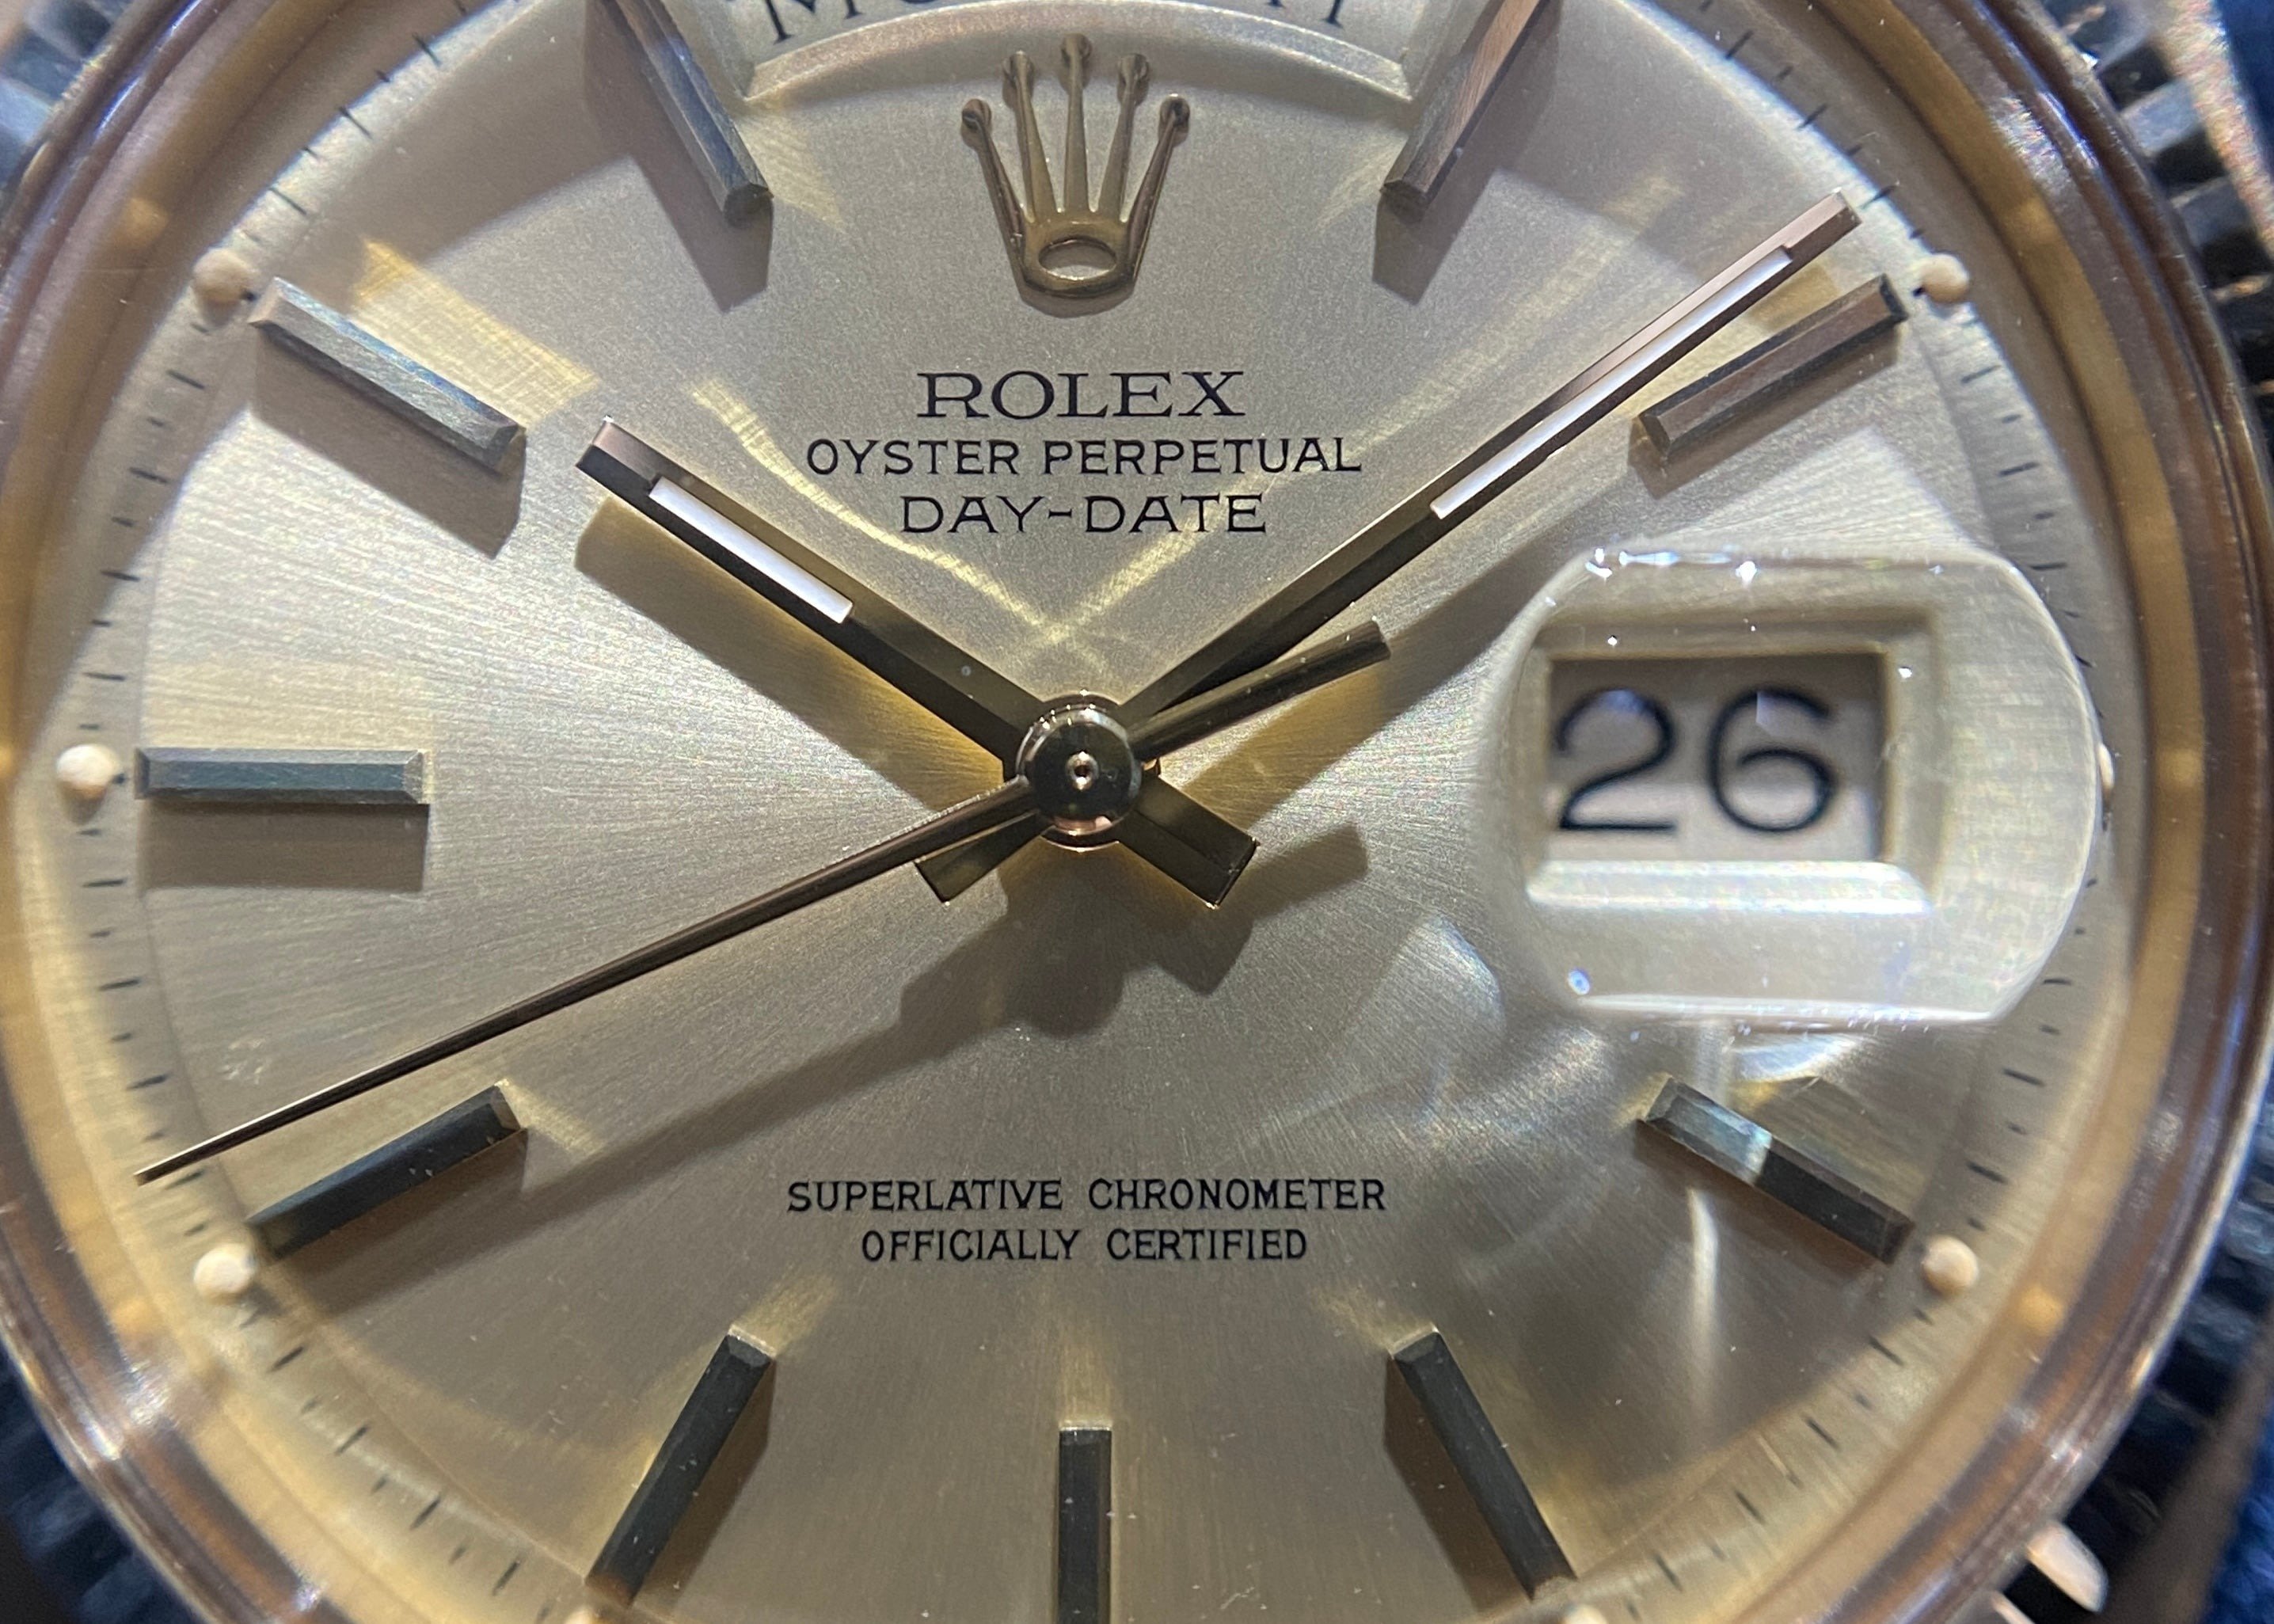 ROLEX
OYSTER PERPETUAL
DAY-DATE
26
SUPERLATIVE CHRONOMETER
OFFICIALLY CERTIFIED